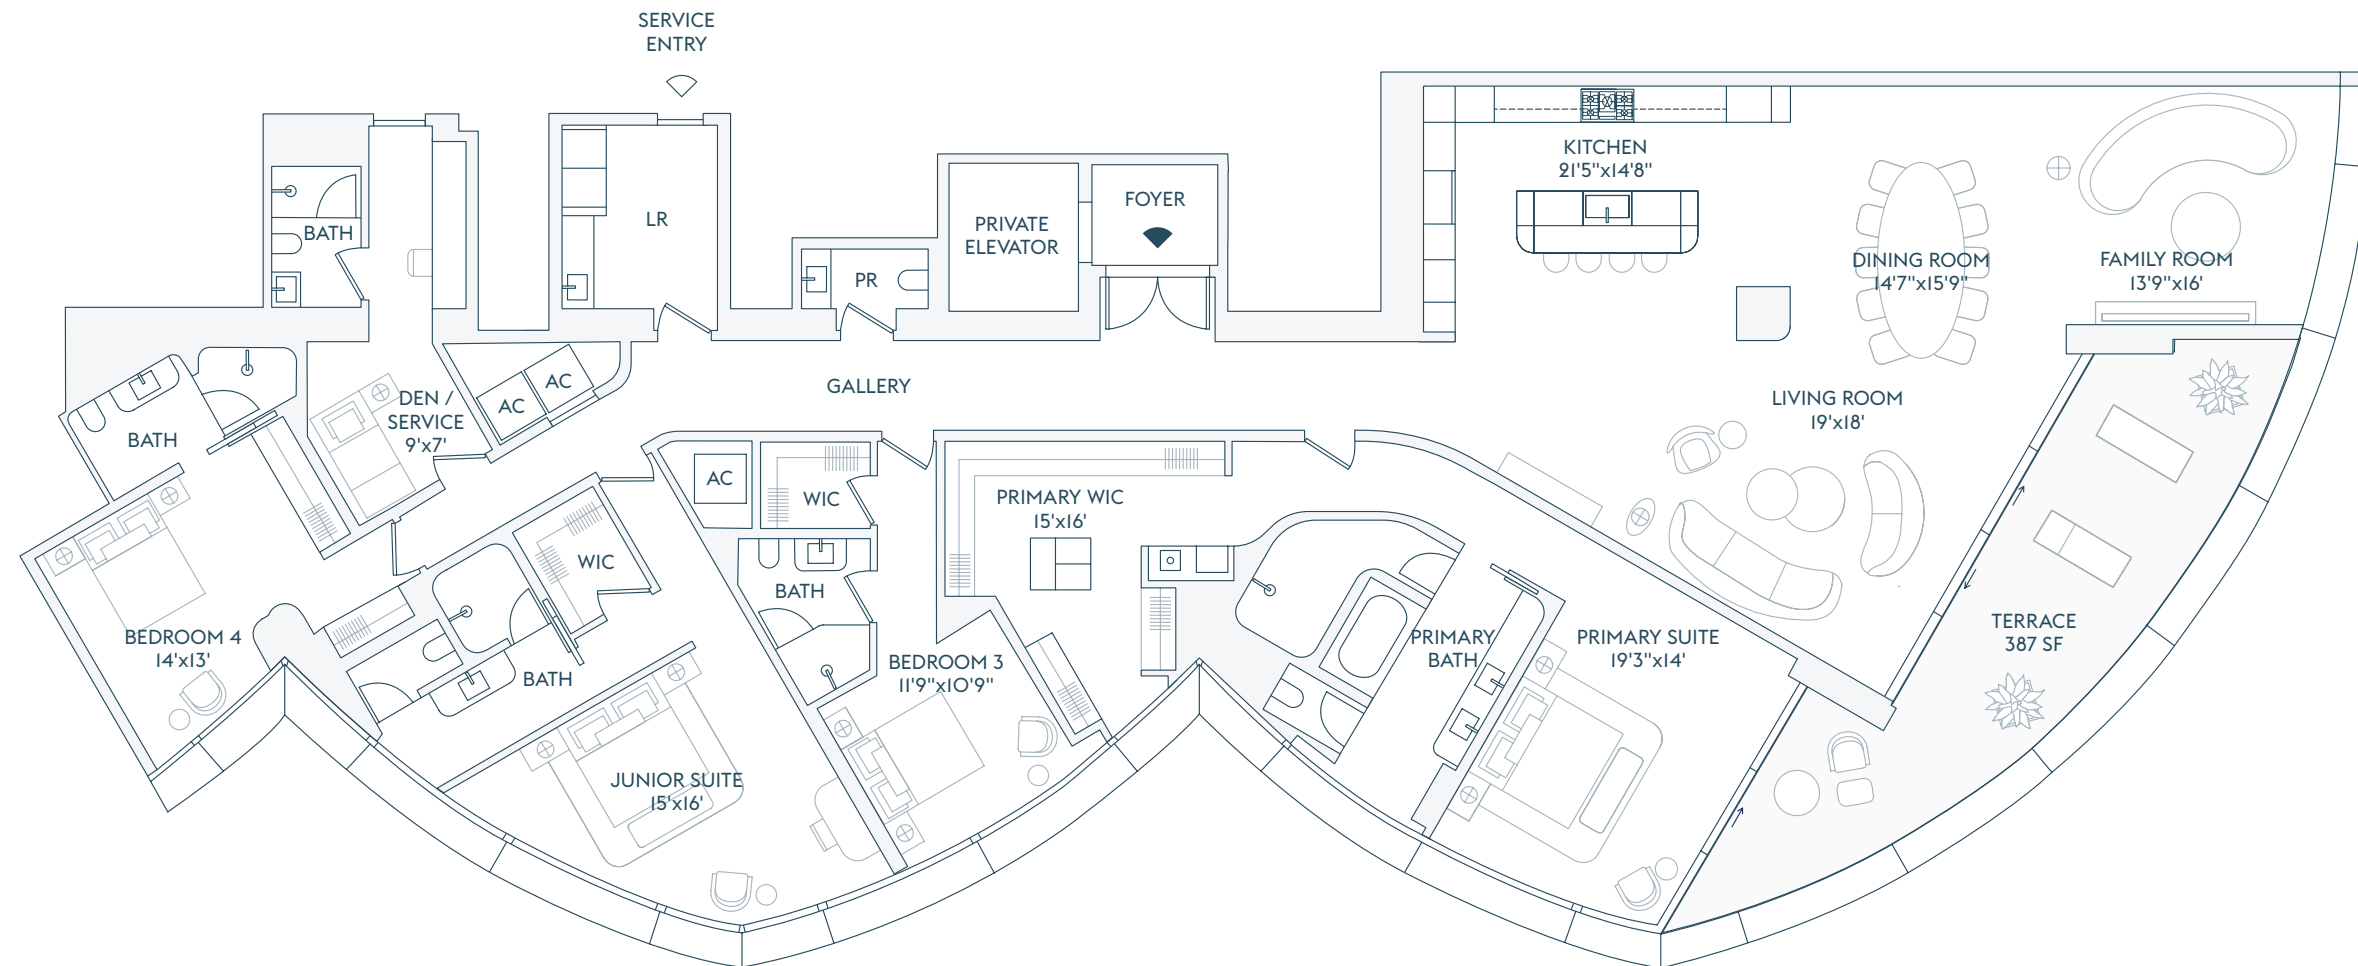 SERVICE
ENTRY
KITCHEN
21'5"x14'8"
BATH
LR
PRIVATE
ELEVATOR
FOYER
PR
DINING ROOM
14'7"x15'9"
FAMILY ROOM
13'9"x16'
GALLERY
LIVING ROOM
19'x18'
AC
AC
DEN /
SERVICE
9'x7'
BATH
AC
WIC
PRIMARY WIC
15'x16'
WIC
BATH
BEDROOM 4
14'x13'
BATH
BEDROOM 3
11'9"x10'9"
PRIMARY
BATH
PRIMARY SUITE
19'3"x14'
TERRACE
387 SF
JUNIOR SUITE
15'x16'